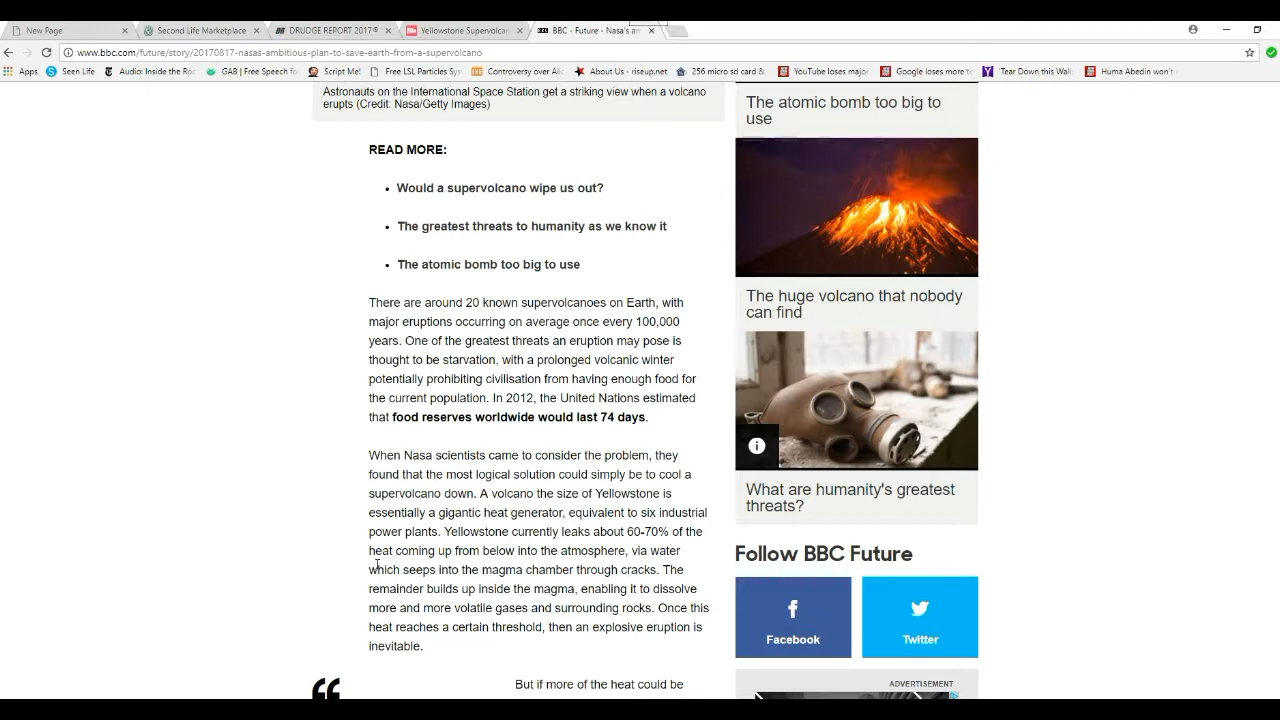 New Page
Second Life Marketplace
DRUDGE REPORT 2017®
Yellowstone Supervolcan
BBC - Future - Nasa's am
www.bbc.com/future/story/20170817-nasas-ambitious-plan-to-save-earth-from-a-supervolcano
Apps
Seen Life
Audio: Inside the Ro
GAB | Free Speech fo
Script Me!
Free LSL Particles Sys
Controversy over Ali
About Us - riseup.net
256 micro sd card &
YouTube loses major
Google loses more ta
'Tear Down this Wall
Huma Abedin won't
Astronauts on the International Space Station get a striking view when a volcano
erupts (Credit: Nasa/Getty Images)
READ MORE:
• Would a supervolcano wipe us out?
• The greatest threats to humanity as we know it
• The atomic bomb too big to use
There are around 20 known supervolcanoes on Earth, with
major eruptions occurring on average once every 100,000
years. One of the greatest threats an eruption may pose is
thought to be starvation, with a prolonged volcanic winter
potentially prohibiting civilisation from having enough food for
the current population. In 2012, the United Nations estimated
that food reserves worldwide would last 74 days.
When Nasa scientists came to consider the problem, they
found that the most logical solution could simply be to cool a
supervolcano down. A volcano the size of Yellowstone is
essentially a gigantic heat generator, equivalent to six industrial
power plants. Yellowstone currently leaks about 60-70% of the
heat coming up from below into the atmosphere, via water
which seeps into the magma chamber through cracks. The
remainder builds up inside the magma, enabling it to dissolve
more and more volatile gases and surrounding rocks. Once this
heat reaches a certain threshold, then an explosive eruption is
inevitable.
“
But if more of the heat could be
The atomic bomb too big to
use
The huge volcano that nobody
can find
What are humanity's greatest
threats?
Follow BBC Future
Facebook
Twitter
ADVERTISEMENT